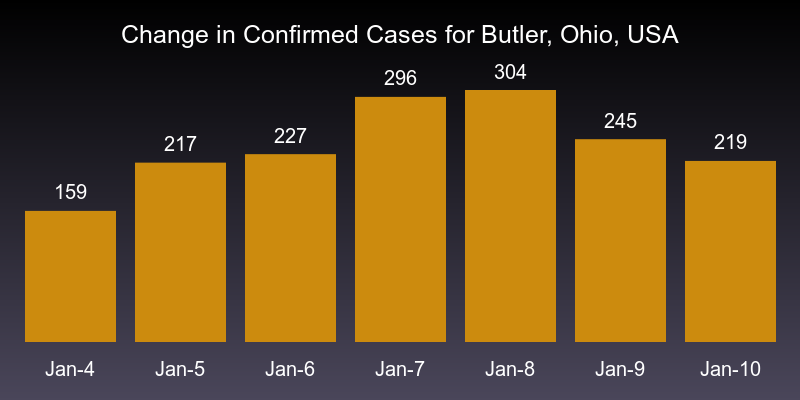 Change in Confirmed Cases for Butler, Ohio, USA
159
217
227
296
304
245
219
Jan-4
Jan-5
Jan-6
Jan-7
Jan-8
Jan-9
Jan-10